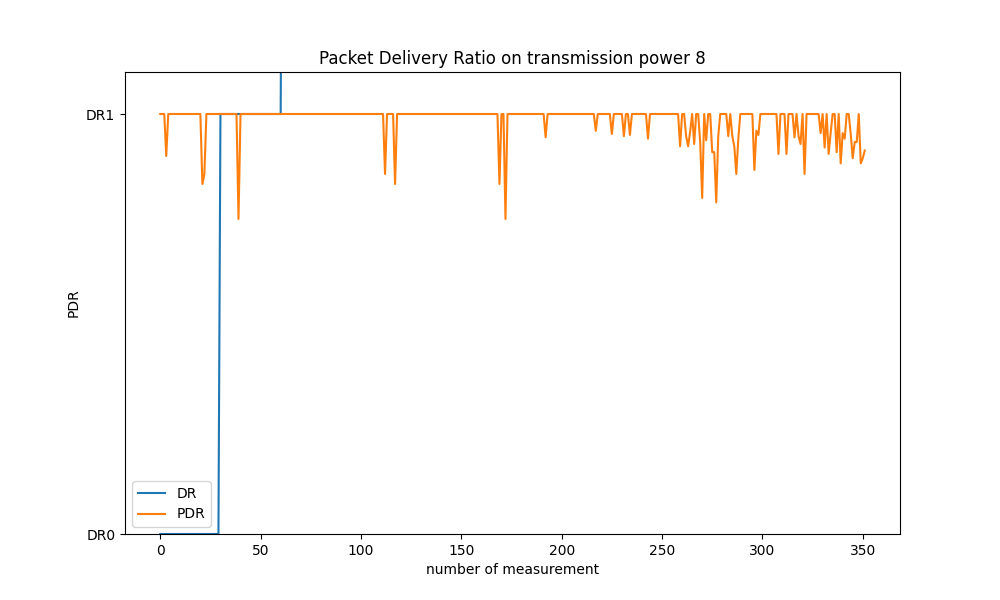 Packet Delivery Ratio on transmission power 8
DR1
PDR
DR0
DR
PDR
0 50 100 150 200 250 300 350
number of measurement